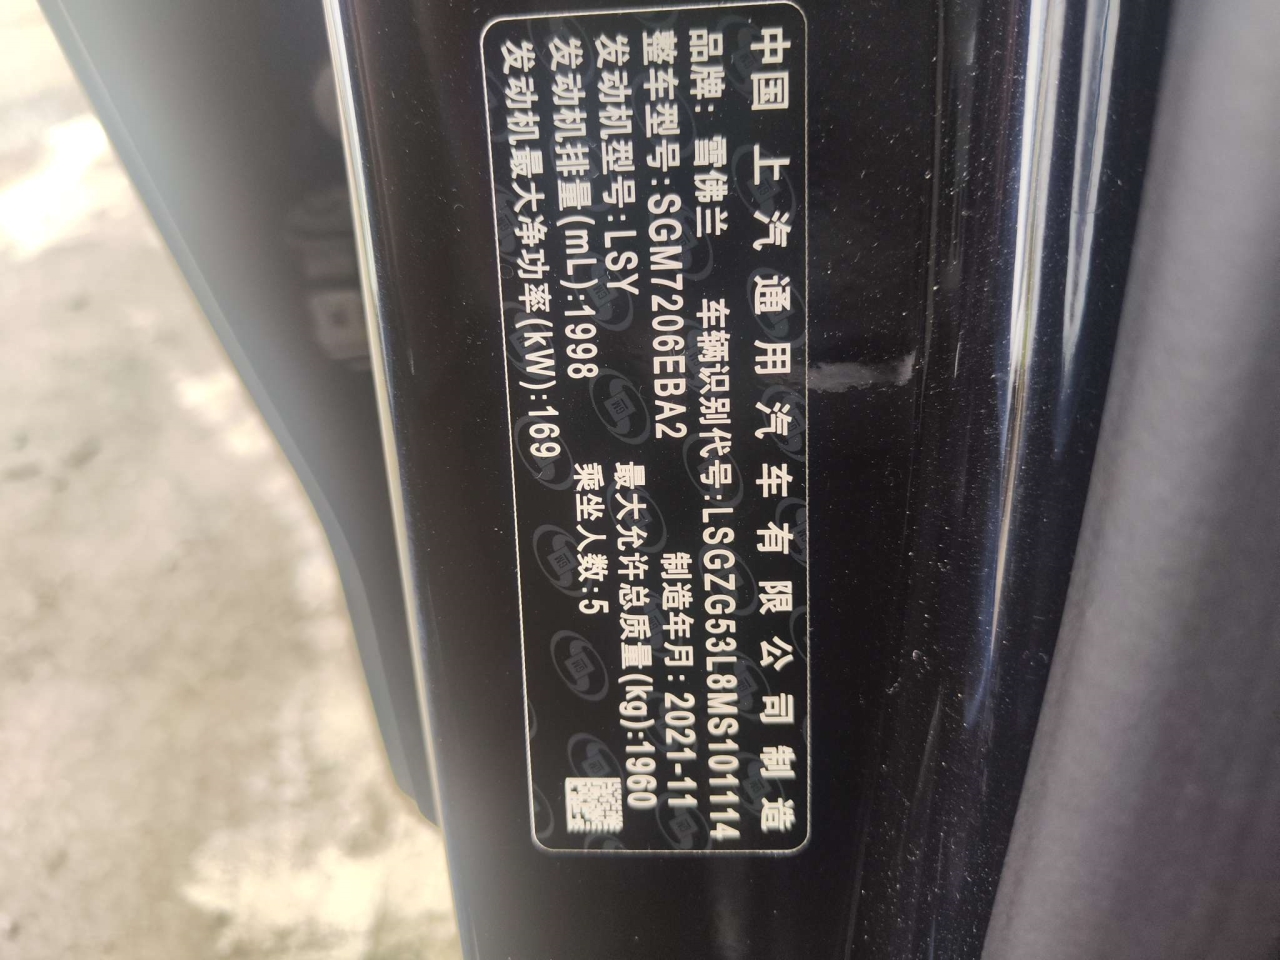 中国 上汽通用汽车有限公司制造
品牌: 雪佛兰 车辆识别代号:LSGZG53L8MS101114
整车型号:SGM7206EBA2 制造年月:2021-11
发动机型号:LSY 最大允许总质量(kg):1960
发动机排量(mL):1998 乘坐人数:5
发动机最大净功率(kW):169